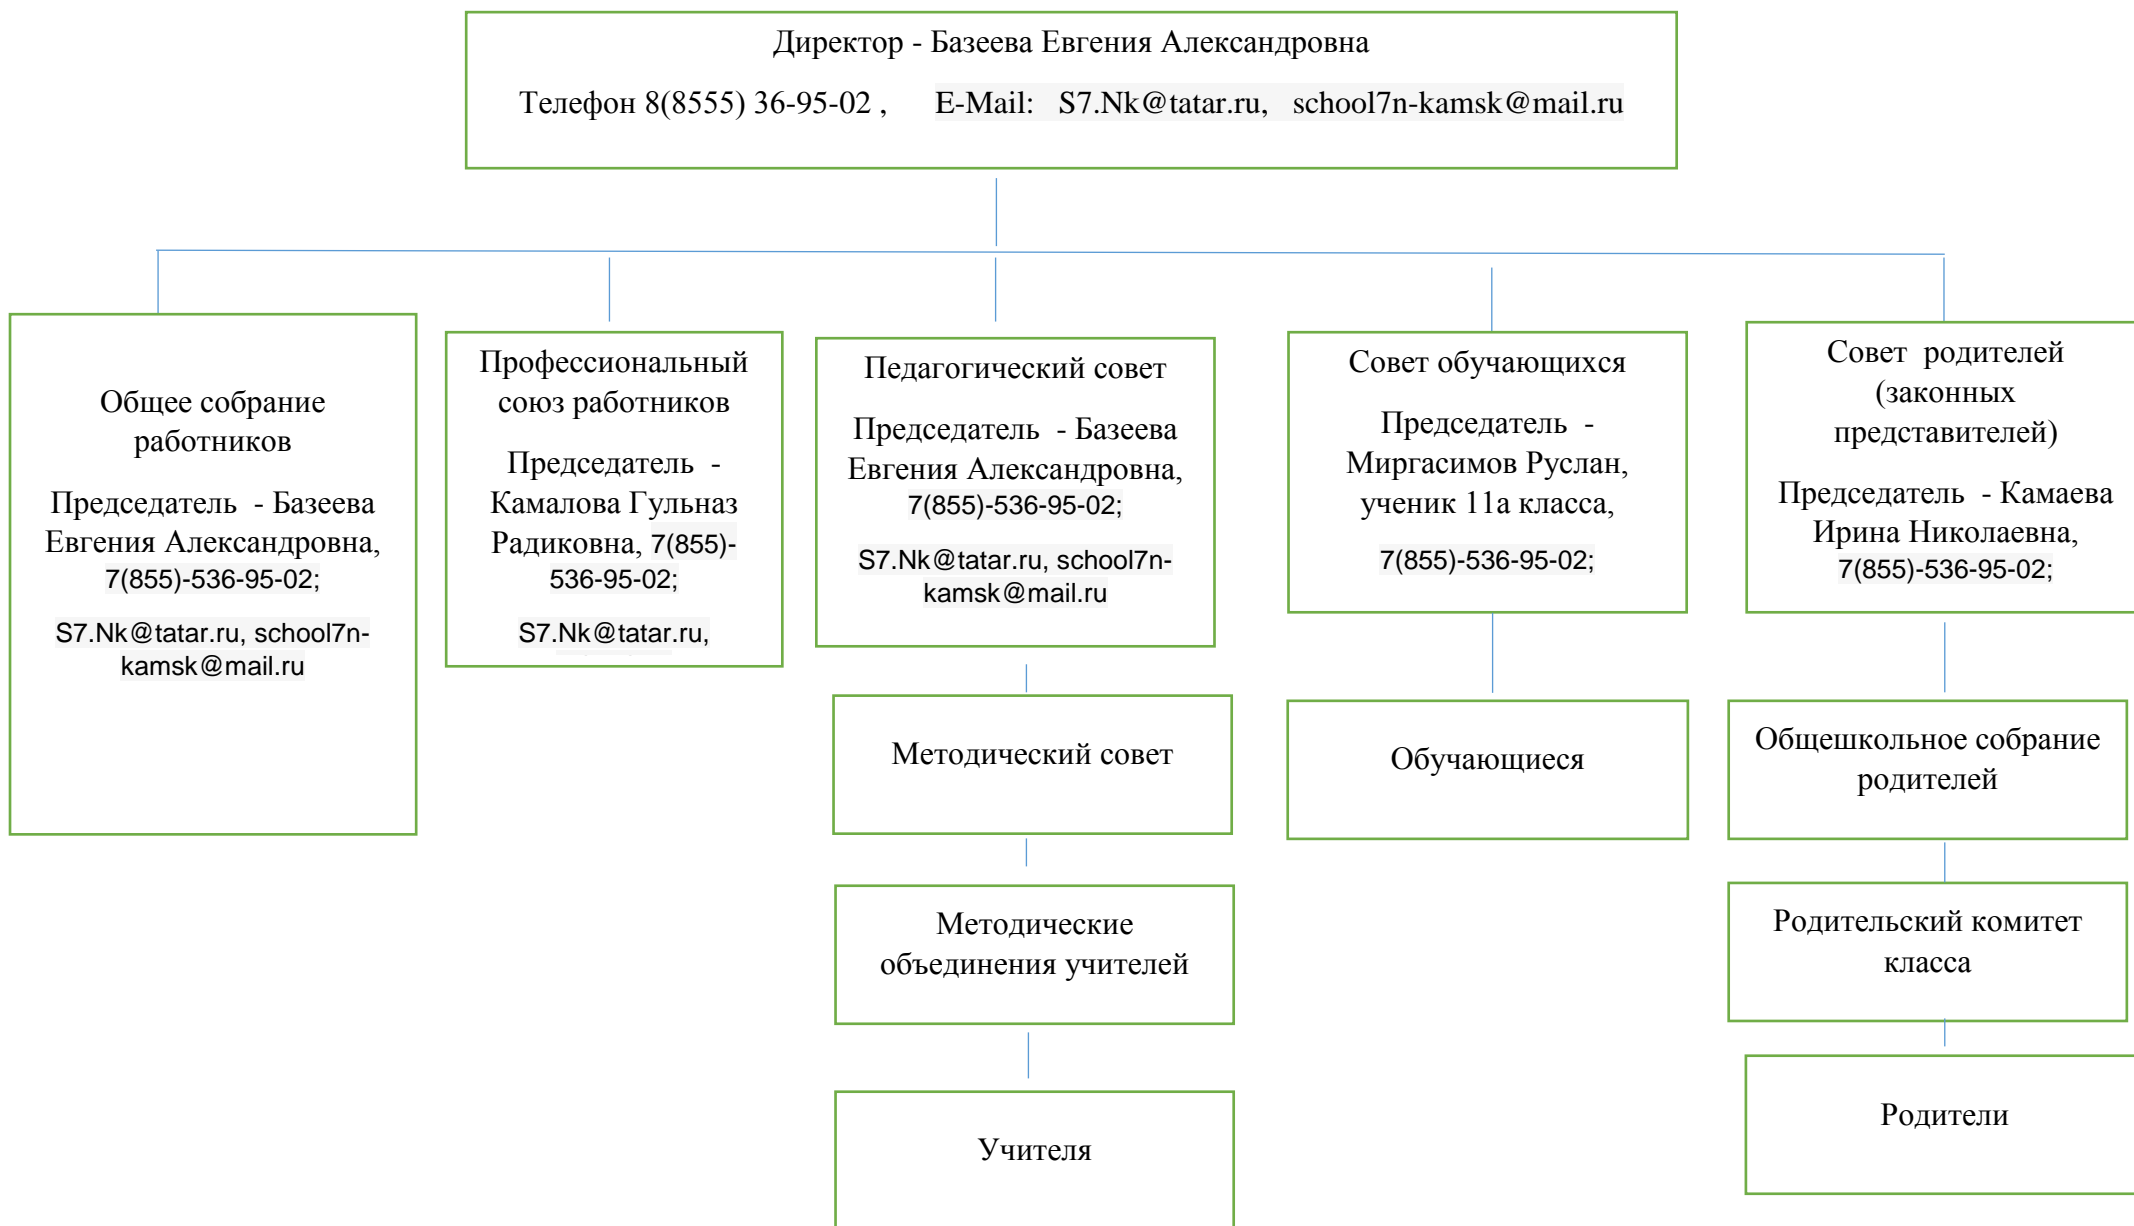 Директор - Базеева Евгения Александровна
Телефон 8(8555) 36-95-02 , E-Mail: S7.Nk@tatar.ru, school7n-kamsk@mail.ru
Общее собрание
работников
Председатель - Базеева
Евгения Александровна,
7(855)-536-95-02;
S7.Nk@tatar.ru, school7n-
kamsk@mail.ru
Профессиональный
союз работников
Председатель -
Камалова Гульназ
Радиковна, 7(855)-
536-95-02;
S7.Nk@tatar.ru,
Педагогический совет
Председатель - Базеева
Евгения Александровна,
7(855)-536-95-02;
S7.Nk@tatar.ru, school7n-
kamsk@mail.ru
Совет обучающихся
Председатель -
Миргасимов Руслан,
ученик 11а класса,
7(855)-536-95-02;
Совет родителей
(законных
представителей)
Председатель - Камаева
Ирина Николаевна,
7(855)-536-95-02;
Методический совет
Обучающиеся
Общешкольное собрание
родителей
Методические
объединения учителей
Родительский комитет
класса
Учителя
Родители